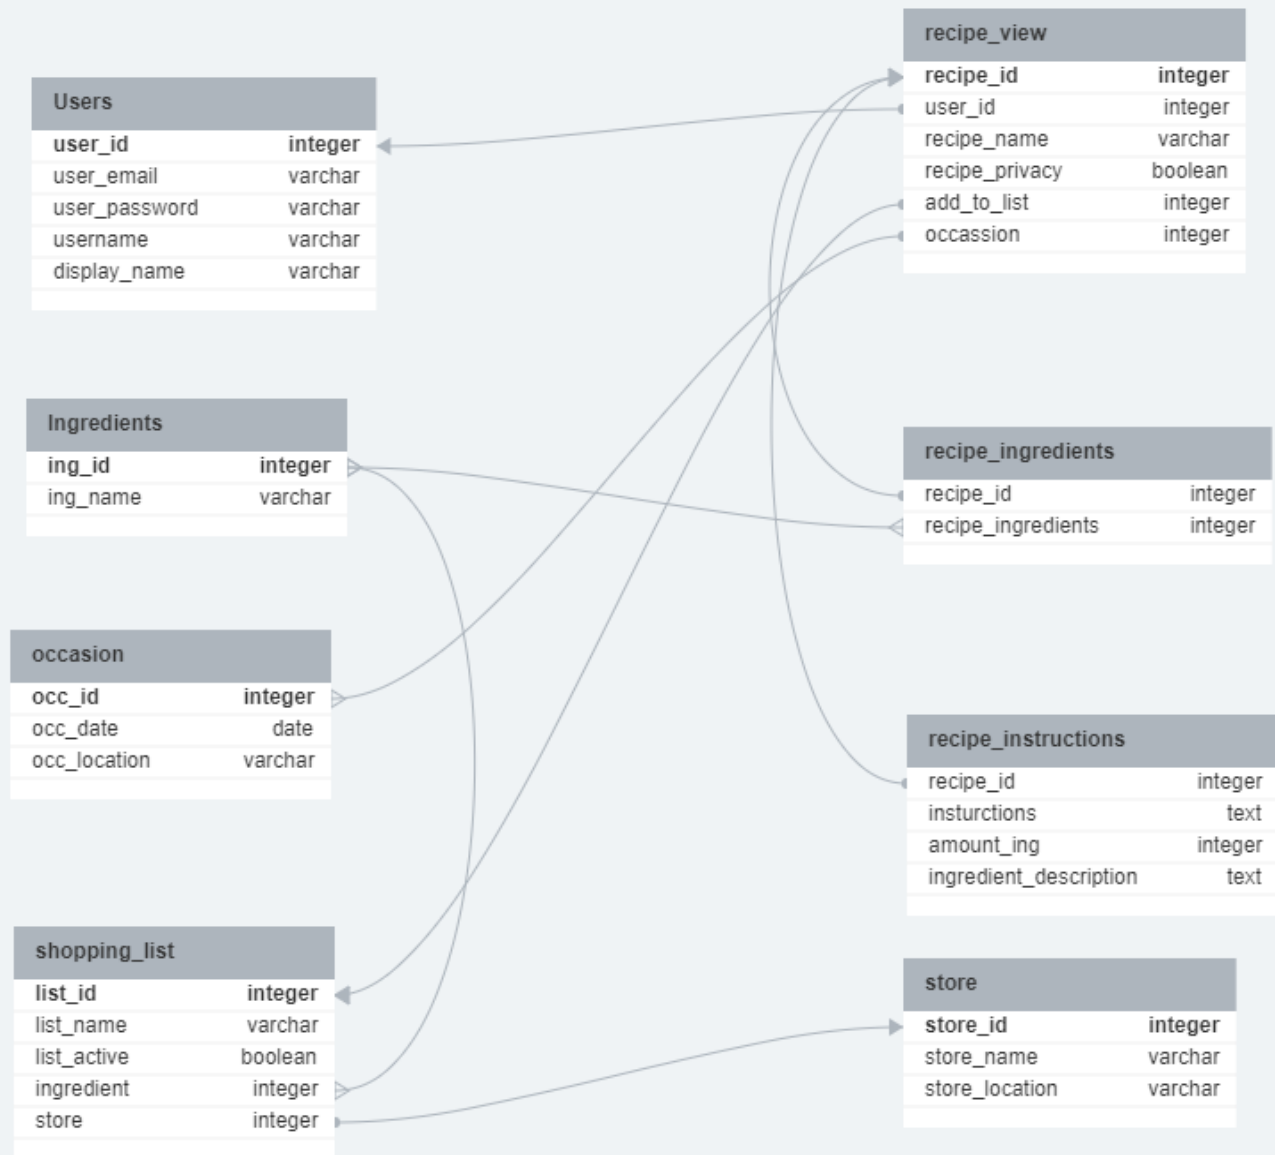 Users
user_id integer
user_email varchar
user_password varchar
username varchar
display_name varchar
Ingredients
ing_id integer
ing_name varchar
occasion
occ_id integer
occ_date date
occ_location varchar
shopping_list
list_id integer
list_name varchar
list_active boolean
ingredient integer
store integer
recipe_view
recipe_id integer
user_id integer
recipe_name varchar
recipe_privacy boolean
add_to_list integer
occassion integer
recipe_ingredients
recipe_id integer
recipe_ingredients integer
recipe_instructions
recipe_id integer
insturctions text
amount_ing integer
ingredient_description text
store
store_id integer
store_name varchar
store_location varchar